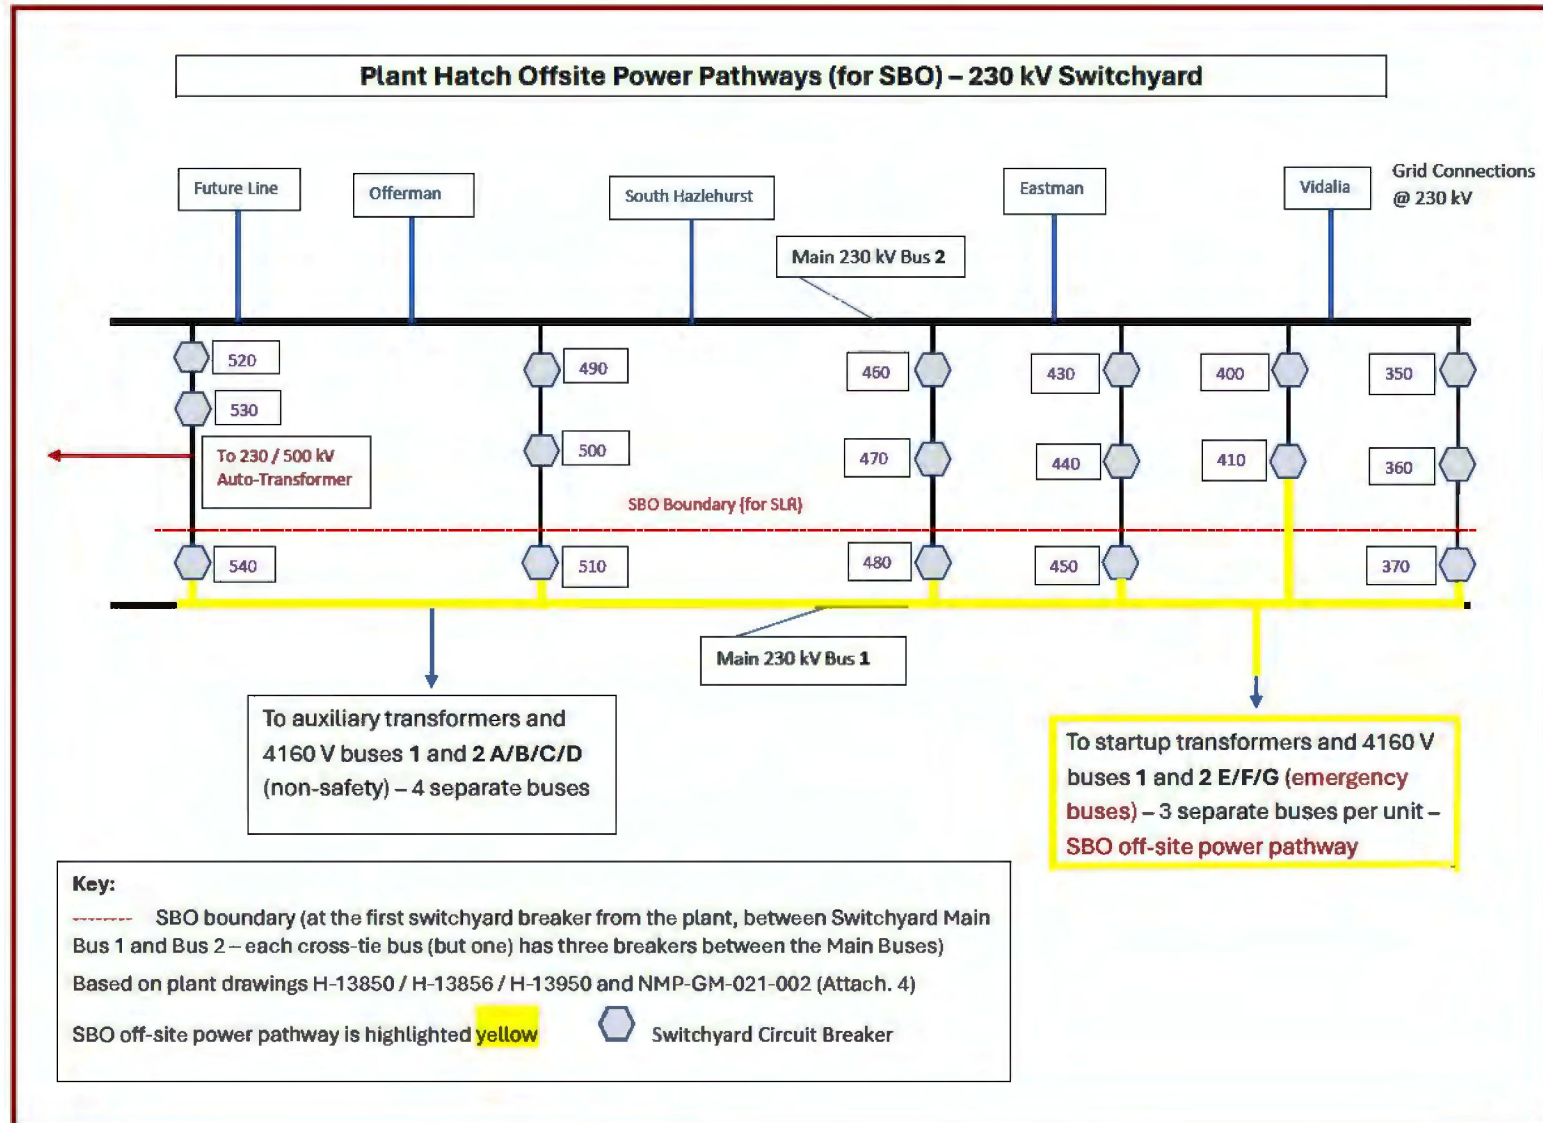 Plant Hatch Offsite Power Pathways (for SBO) – 230 kV Switchyard
Future Line
Offerman
South Hazlehurst
Eastman
Vidalia
Grid Connections
@ 230 kV
Main 230 kV Bus 2
520
490
460
430
400
350
530
500
470
440
410
360
To 230 / 500 kV
Auto-Transformer
SBO Boundary (for SLR)
540
510
480
450
370
Main 230 kV Bus 1
To auxiliary transformers and
4160 V buses 1 and 2 A/B/C/D
(non-safety) – 4 separate buses
To startup transformers and 4160 V
buses 1 and 2 E/F/G (emergency
buses) – 3 separate buses per unit –
SBO off-site power pathway
Key:
SBO boundary (at the first switchyard breaker from the plant, between Switchyard Main
Bus 1 and Bus 2 – each cross-tie bus (but one) has three breakers between the Main Buses)
Based on plant drawings H-13850 / H-13856 / H-13950 and NMP-GM-021-002 (Attach. 4)
SBO off-site power pathway is highlighted yellow
Switchyard Circuit Breaker